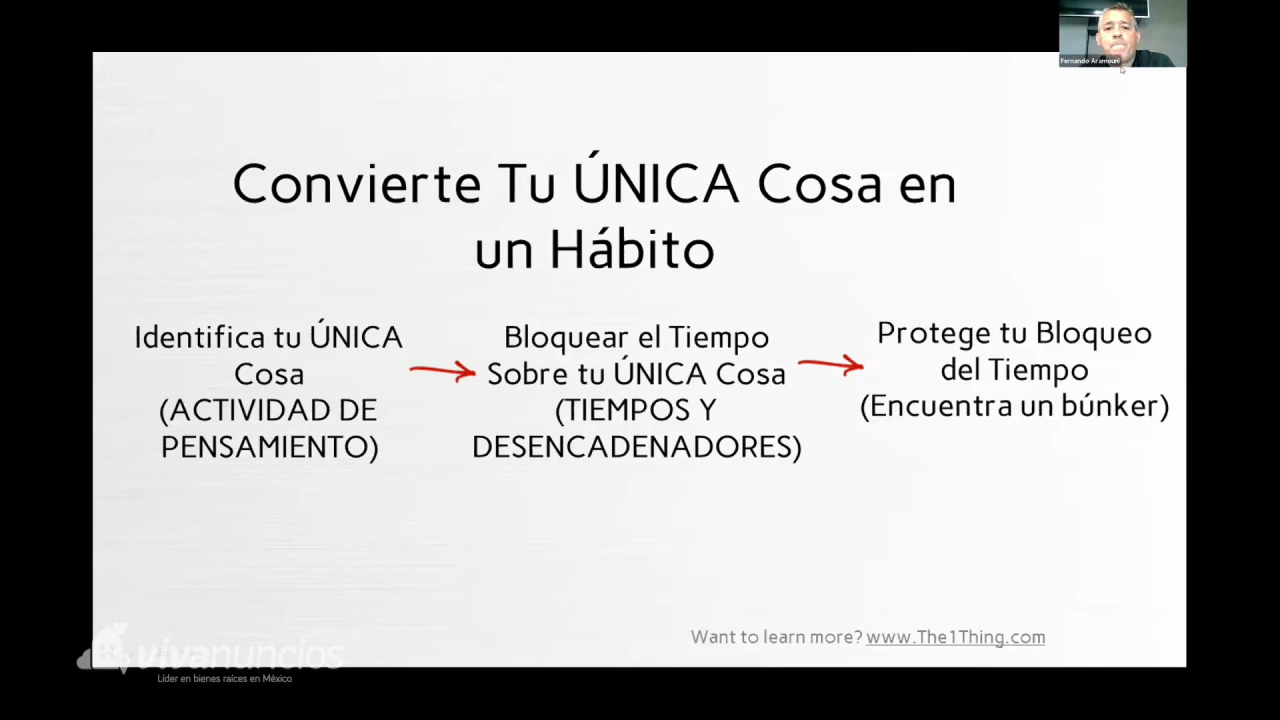 Fernando Aramouni
Convierte Tu ÚNICA Cosa en
un Hábito
Identifica tu ÚNICA
Cosa
(ACTIVIDAD DE
PENSAMIENTO)
Bloquear el Tiempo
Sobre tu ÚNICA Cosa
(TIEMPOS Y
DESENCADENADORES)
Protege tu Bloqueo
del Tiempo
(Encuentra un búnker)
Want to learn more? www.The1Thing.com
vivanuncios
Líder en bienes raíces en México